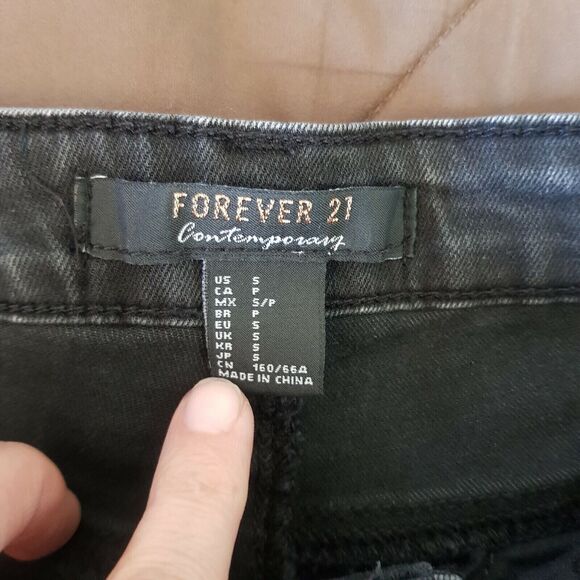 FOREVER 21
Contemporary
US S
CA P
MX S/P
BR P
EU S
UK S
KR S
JP S
CN 160/66A
MADE IN CHINA